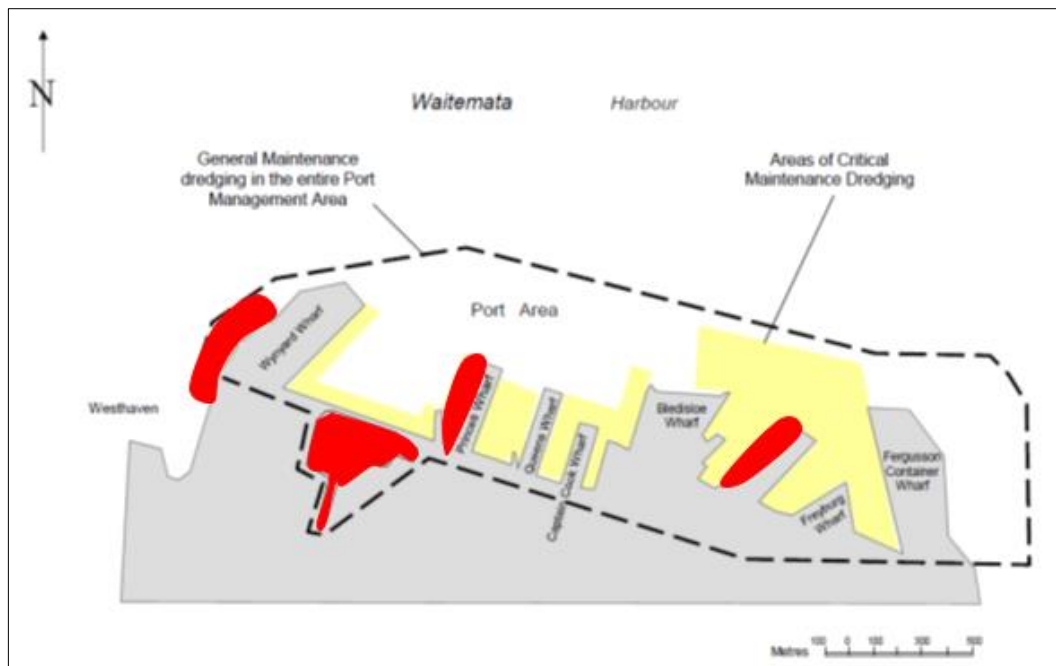 N
Waitemata Harbour
General Maintenance
dredging in the entire Port
Management Area
Areas of Critical
Maintenance Dredging
Port Area
Wynyard Wharf
Westhaven
Princes Wharf
Queens Wharf
Captain Cook Wharf
Bledisloe
Wharf
Freyburg
Wharf
Fergusson
Container
Wharf
Metres
100 0 100 300 500